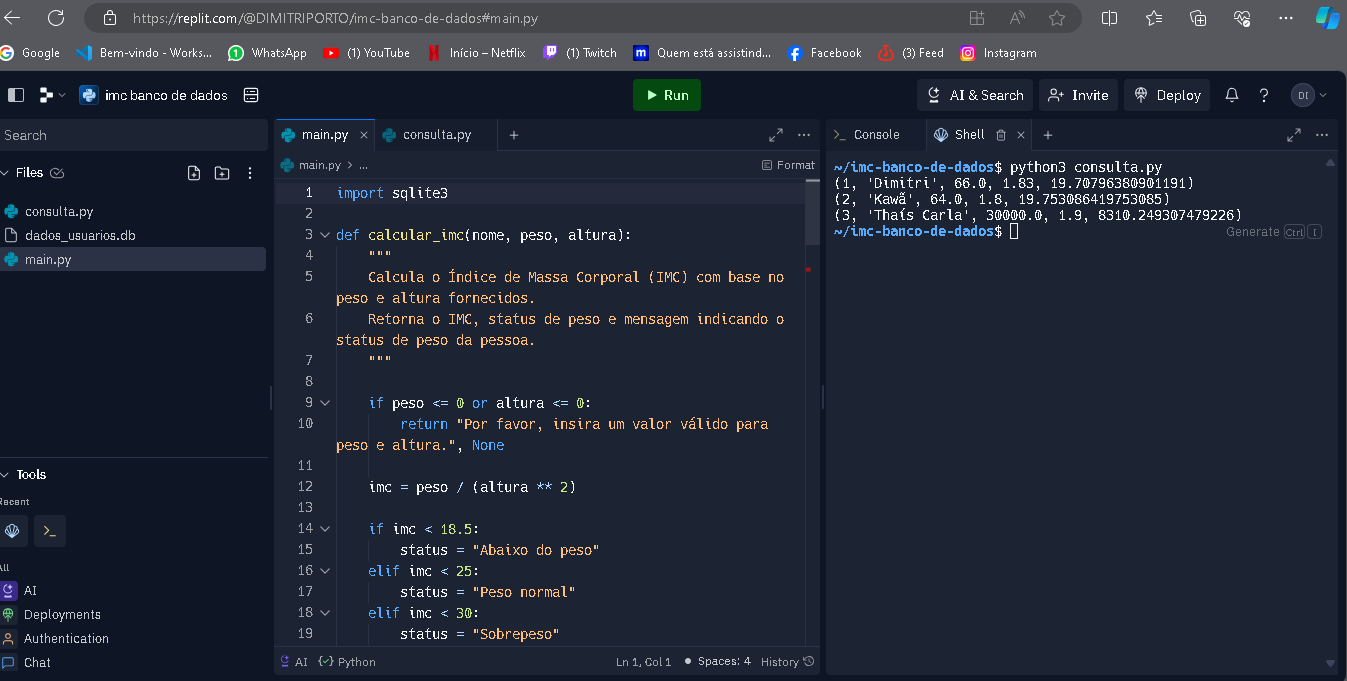 https://replit.com/@DIMITRIPORTO/imc-banco-de-dados#main.py
Google Bem-vindo - Works... WhatsApp (1) YouTube Início – Netflix (1) Twitch Quem está assistind... Facebook (3) Feed Instagram
imc banco de dados Run AI & Search Invite Deploy DI
Search
Files
consulta.py
dados_usuarios.db
main.py
Tools
Recent
All
AI
Deployments
Authentication
Chat
main.py consulta.py
main.py > ... Format
1 import sqlite3
2
3 def calcular_imc(nome, peso, altura):
4 """
5 Calcula o Índice de Massa Corporal (IMC) com base no
peso e altura fornecidos.
6 Retorna o IMC, status de peso e mensagem indicando o
status de peso da pessoa.
7 """
8
9 if peso <= 0 or altura <= 0:
10 return "Por favor, insira um valor válido para
peso e altura.", None
11
12 imc = peso / (altura ** 2)
13
14 if imc < 18.5:
15 status = "Abaixo do peso"
16 elif imc < 25:
17 status = "Peso normal"
18 elif imc < 30:
19 status = "Sobrepeso"
AI Python Ln 1, Col 1 Spaces: 4 History
Console Shell
~/imc-banco-de-dados$ python3 consulta.py
(1, 'Dimitri', 66.0, 1.83, 19.70796380901191)
(2, 'Kawã', 64.0, 1.8, 19.753086419753085)
(3, 'Thaís Carla', 30000.0, 1.9, 8310.249307479226)
~/imc-banco-de-dados$
Generate Ctrl I